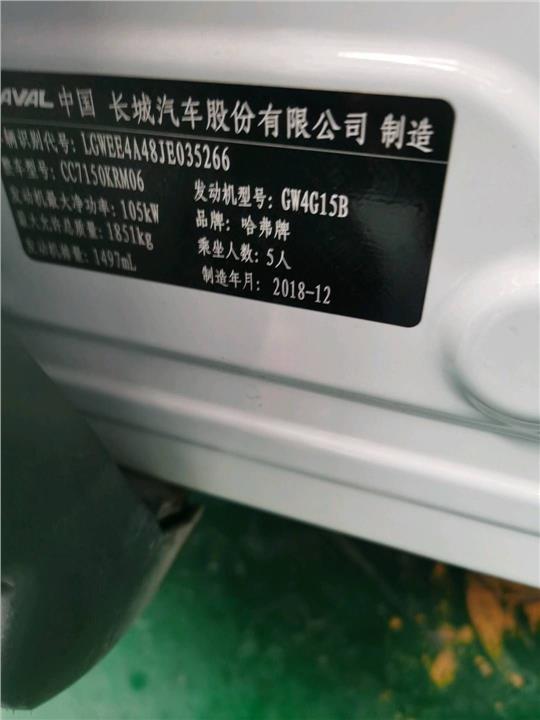 AVAL 中国 长城汽车股份有限公司 制造
辆识别代号: LGWEE4A48JE035266
整车型号: CC7150KRM06
发动机型号: GW4G15B
发动机最大净功率: 105kW
品牌: 哈弗牌
最大允许总质量: 1851kg
乘坐人数: 5人
发动机排量: 1497mL
制造年月: 2018-12